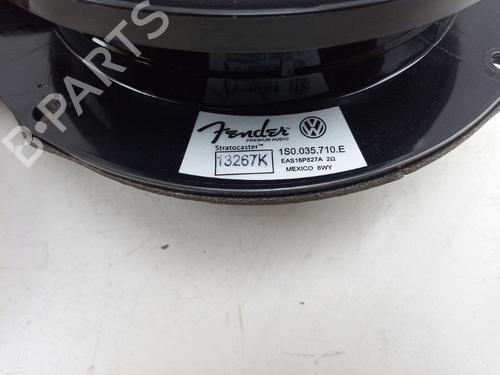 B-PARTS
Fender
PREMIUM AUDIO
Stratocaster™
13267K
1S0.035.710.E
EAS16P827A 2Ω
MEXICO 8WY